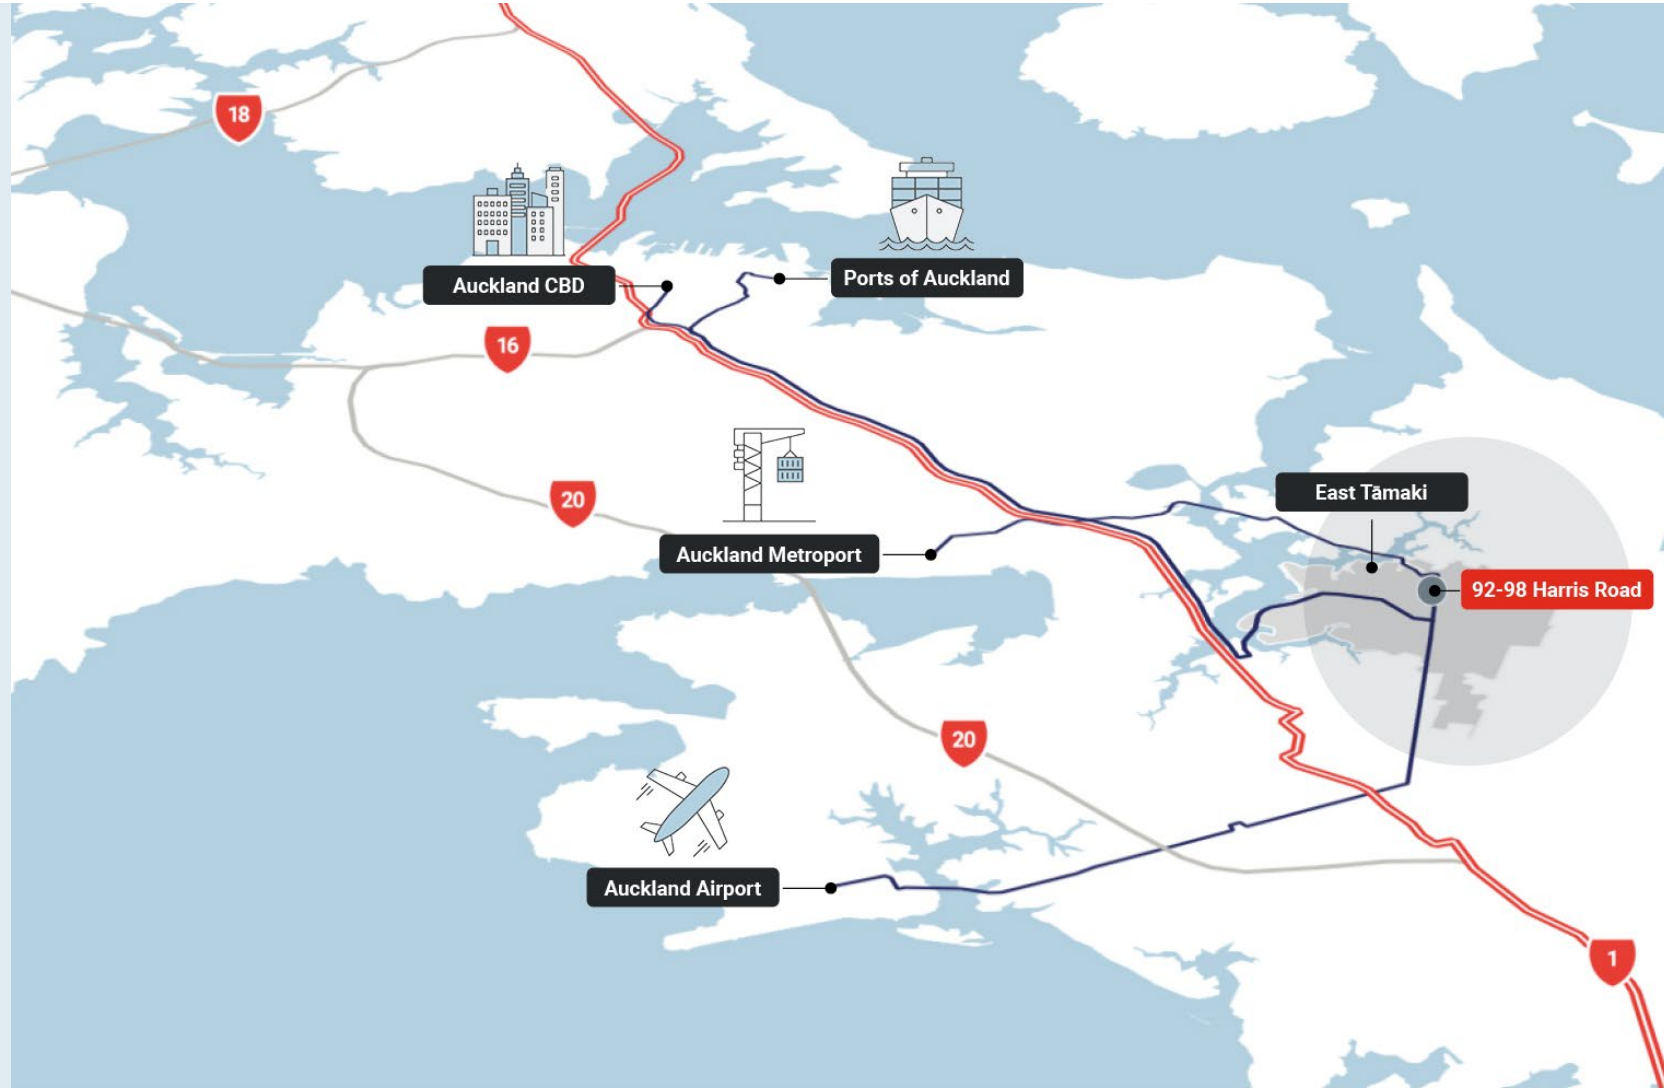 18
Auckland CBD
Ports of Auckland
16
20
East Tāmaki
Auckland Metroport
92-98 Harris Road
20
Auckland Airport
1